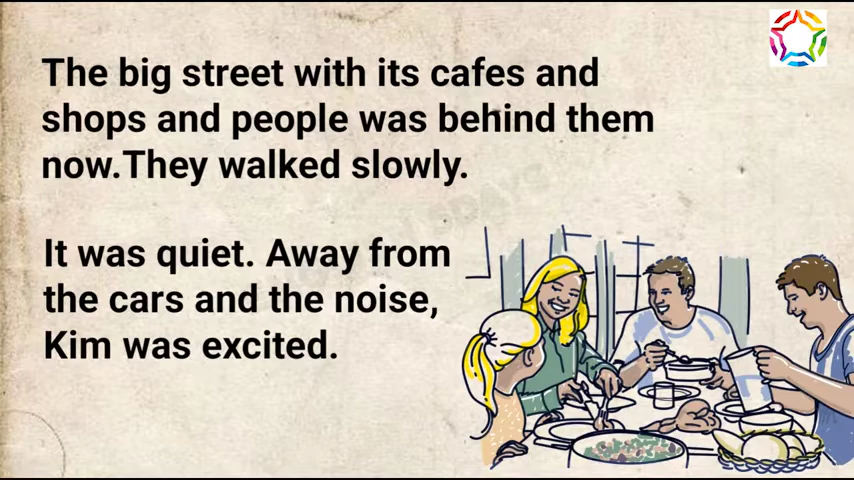 The big street with its cafes and
shops and people was behind them
now.They walked slowly.
It was quiet. Away from
the cars and the noise,
Kim was excited.